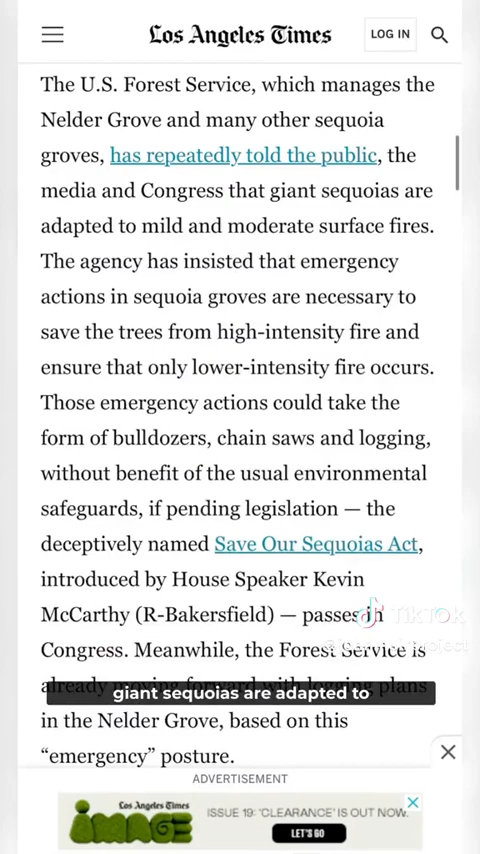 Los Angeles Times
LOG IN
The U.S. Forest Service, which manages the
Nelder Grove and many other sequoia
groves, has repeatedly told the public, the
media and Congress that giant sequoias are
adapted to mild and moderate surface fires.
The agency has insisted that emergency
actions in sequoia groves are necessary to
save the trees from high-intensity fire and
ensure that only lower-intensity fire occurs.
Those emergency actions could take the
form of bulldozers, chain saws and logging,
without benefit of the usual environmental
safeguards, if pending legislation — the
deceptively named Save Our Sequoias Act,
introduced by House Speaker Kevin
McCarthy (R-Bakersfield) — passes in
TikTok
Congress. Meanwhile, the Forest Service is
already moving forward with logging plans
giant sequoias are adapted to
in the Nelder Grove, based on this
“emergency” posture.
ADVERTISEMENT
Los Angeles Times
IMAGE
ISSUE 19: 'CLEARANCE' IS OUT NOW.
LET'S GO